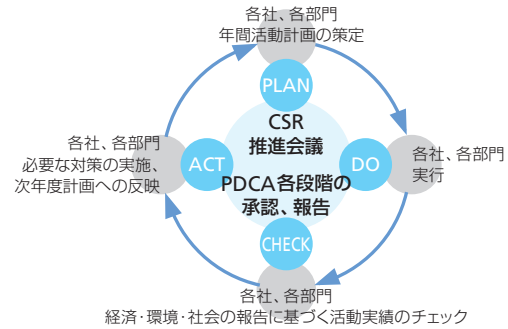 各社、各部門
年間活動計画の策定
PLAN
CSR
推進会議
PDCA各段階の
承認、報告
各社、各部門
必要な対策の実施、
次年度計画への反映
ACT
DO
各社、各部門
実行
CHECK
各社、各部門
経済・環境・社会の報告に基づく活動実績のチェック